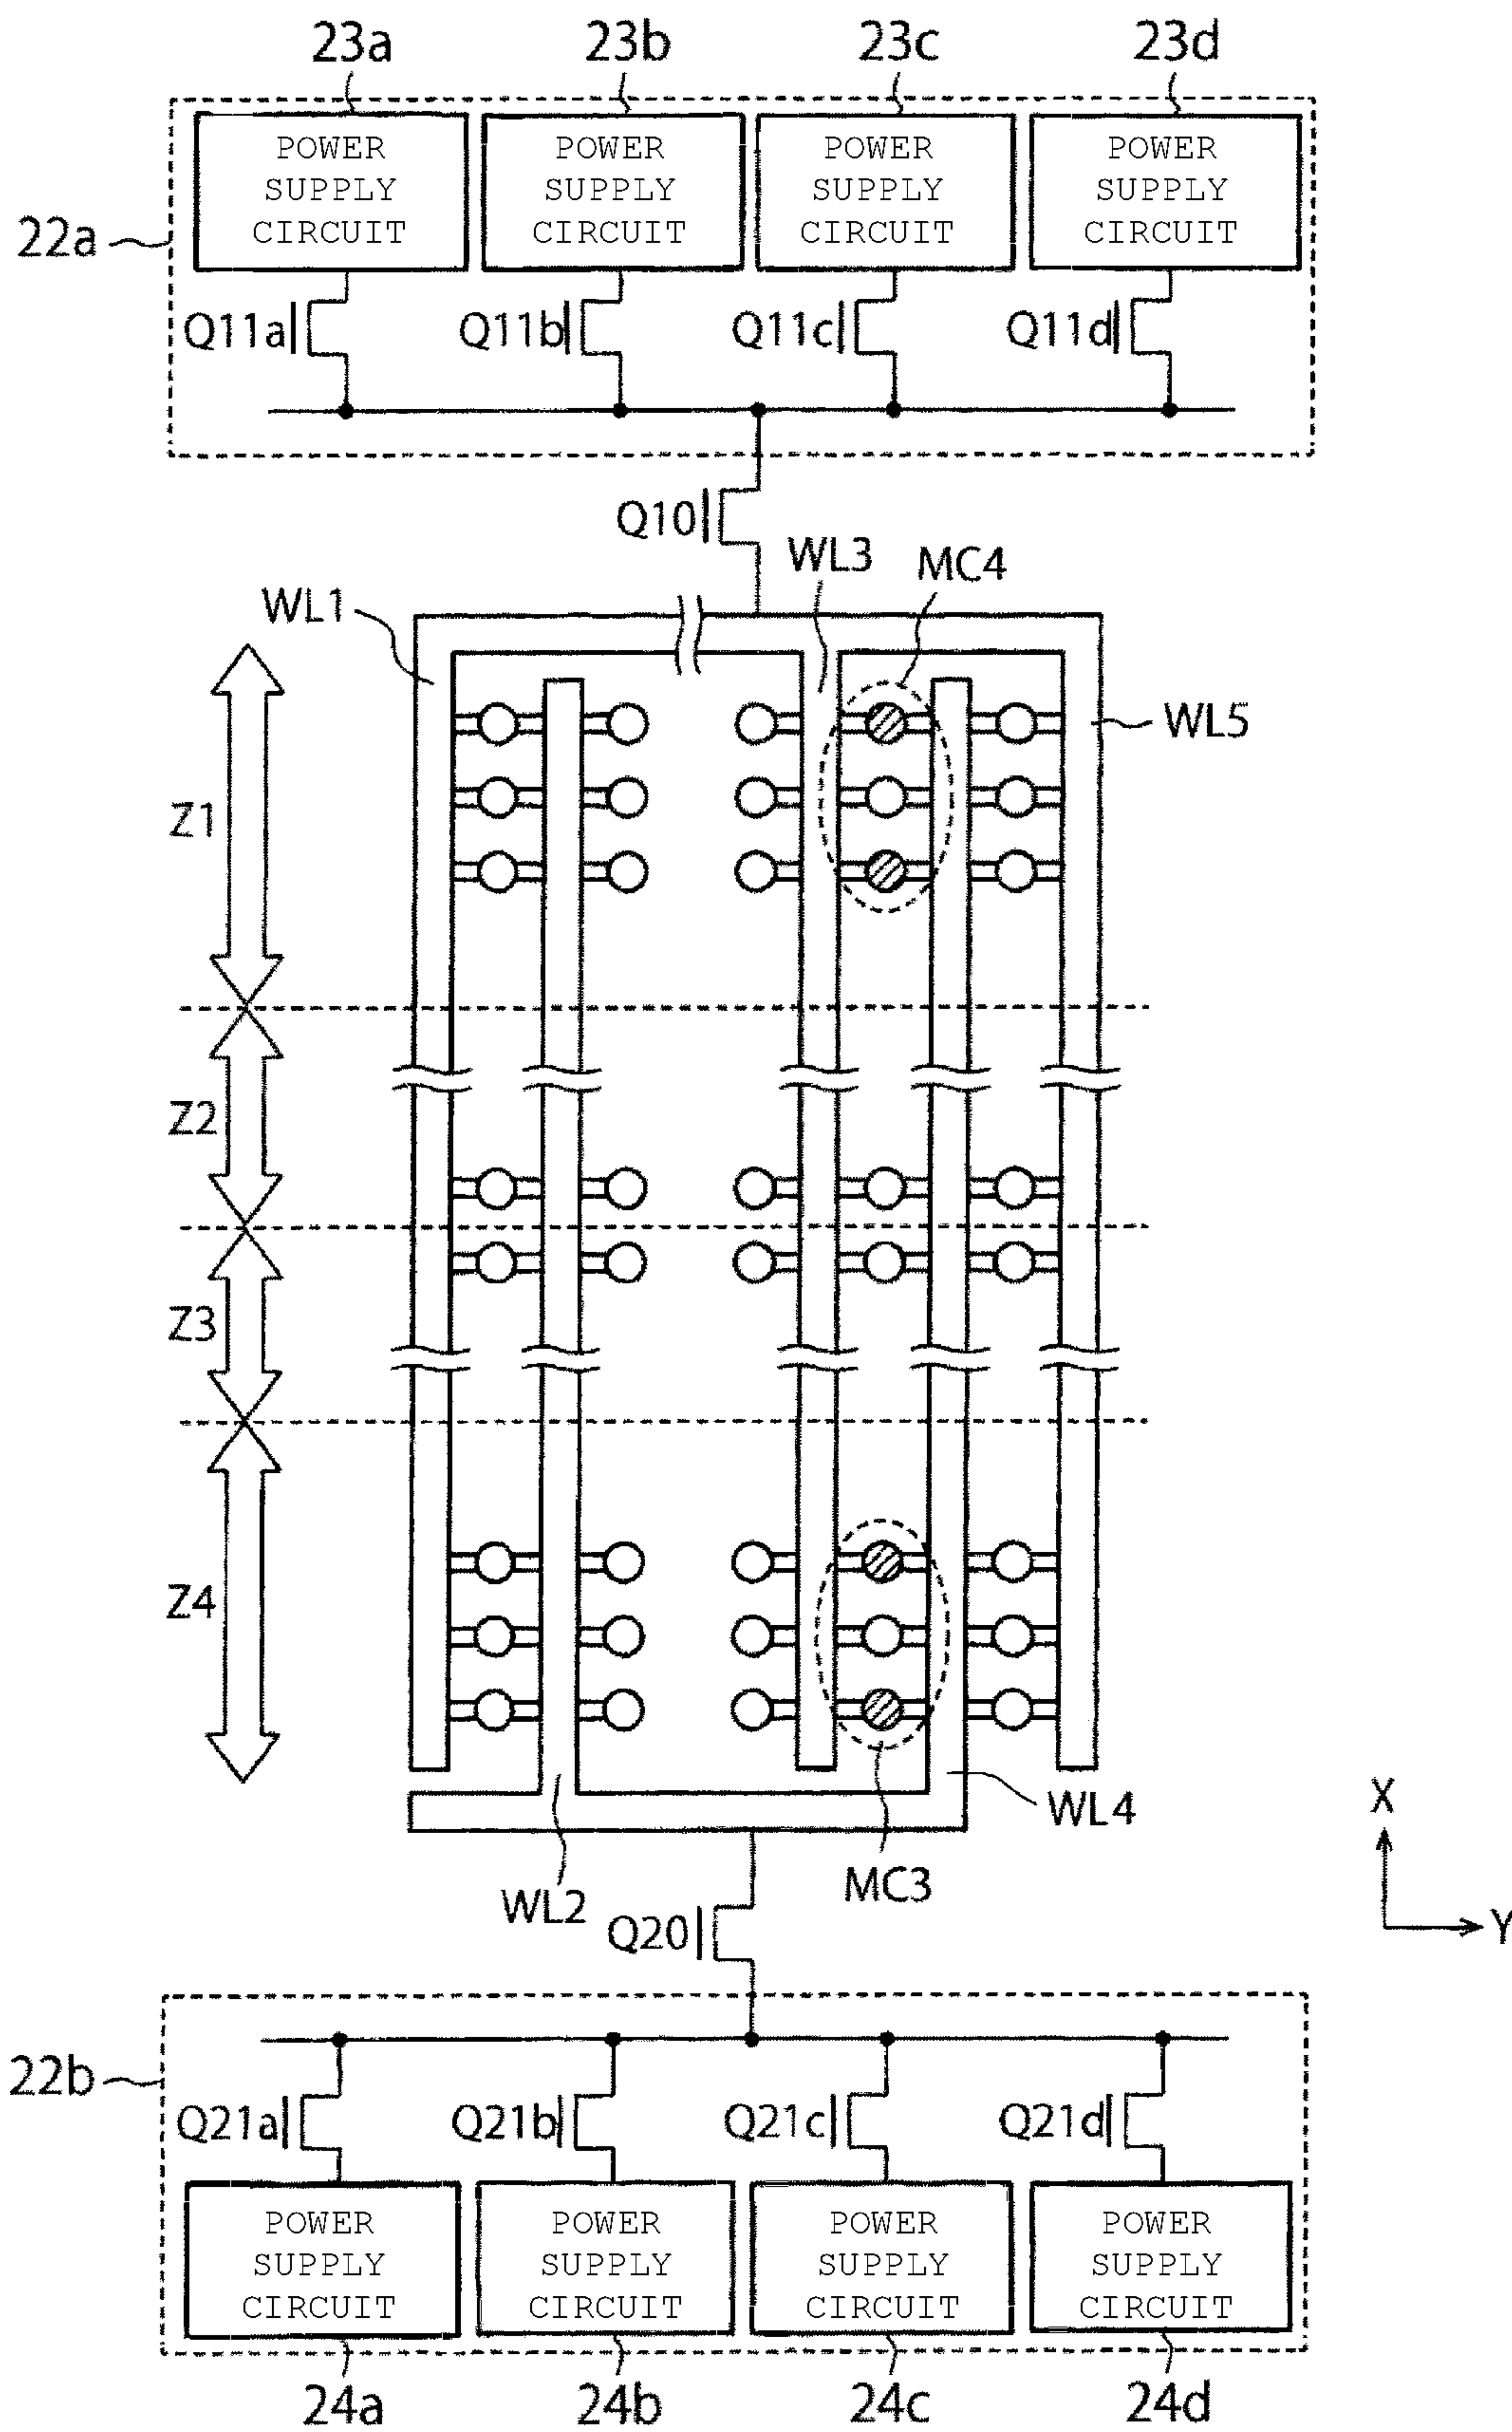 23a 23b 23c 23d
POWER SUPPLY CIRCUIT
POWER SUPPLY CIRCUIT
POWER SUPPLY CIRCUIT
POWER SUPPLY CIRCUIT
22a
Q11a Q11b Q11c Q11d
Q10
WL3 MC4
WL1
WL5
Z1
Z2
Z3
Z4
WL4
X
MC3
WL2
Q20
Y
22b
Q21a Q21b Q21c Q21d
POWER SUPPLY CIRCUIT
POWER SUPPLY CIRCUIT
POWER SUPPLY CIRCUIT
POWER SUPPLY CIRCUIT
24a 24b 24c 24d